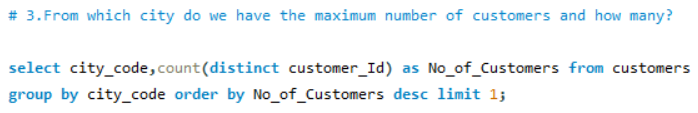 # 3.From which city do we have the maximum number of customers and how many?
select city_code,count(distinct customer_Id) as No_of_Customers from customers
group by city_code order by No_of_Customers desc limit 1;